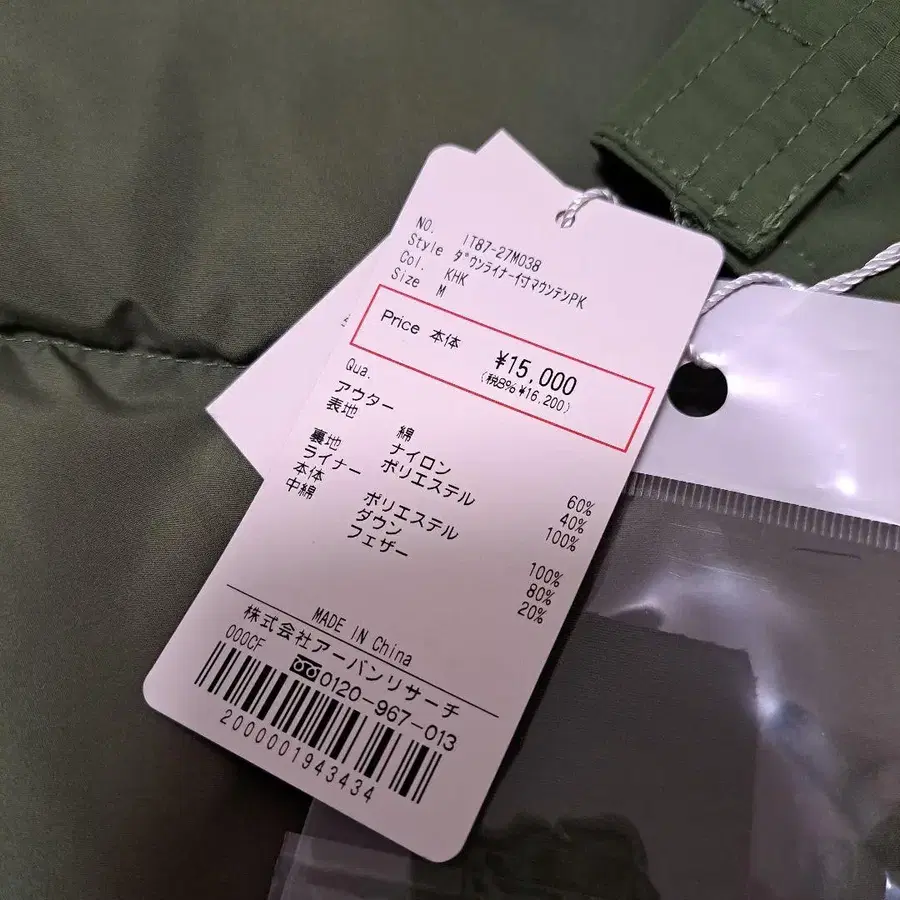 NO. IT87-27M038
Style ﾀﾞｳﾝﾗｲﾅｰ付ﾏｳﾝﾃﾝPK
Col. KHK
Size M
Price 本体 ¥15,000
(税8% ¥16,200)
Qua.
アウター
表地 綿 60%
ナイロン 40%
裏地 ポリエステル 100%
ライナー
本体 ポリエステル 100%
中綿 ダウン 80%
フェザー 20%
MADE IN China
株式会社アーバンリサーチ
000CF 0120-967-013
2000001943434